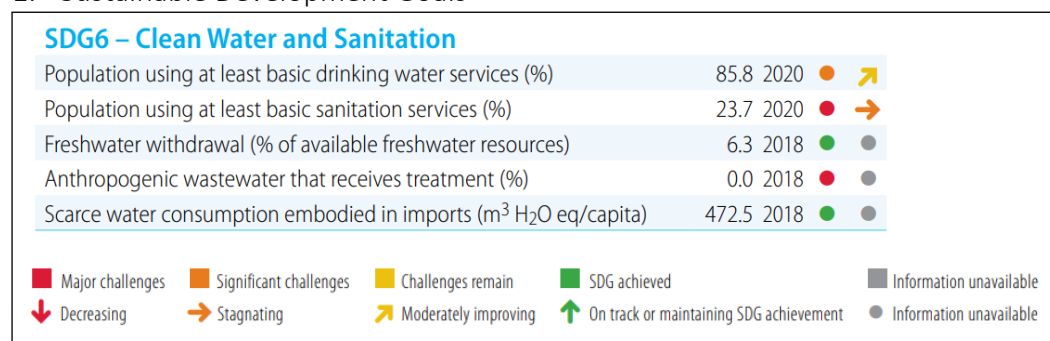 2. Sustainable Development Goals
SDG6 – Clean Water and Sanitation
Population using at least basic drinking water services (%) 85.8 2020
Population using at least basic sanitation services (%) 23.7 2020
Freshwater withdrawal (% of available freshwater resources) 6.3 2018
Anthropogenic wastewater that receives treatment (%) 0.0 2018
Scarce water consumption embodied in imports (m³ H₂O eq/capita) 472.5 2018
Major challenges Significant challenges Challenges remain SDG achieved Information unavailable
Decreasing Stagnating Moderately improving On track or maintaining SDG achievement Information unavailable